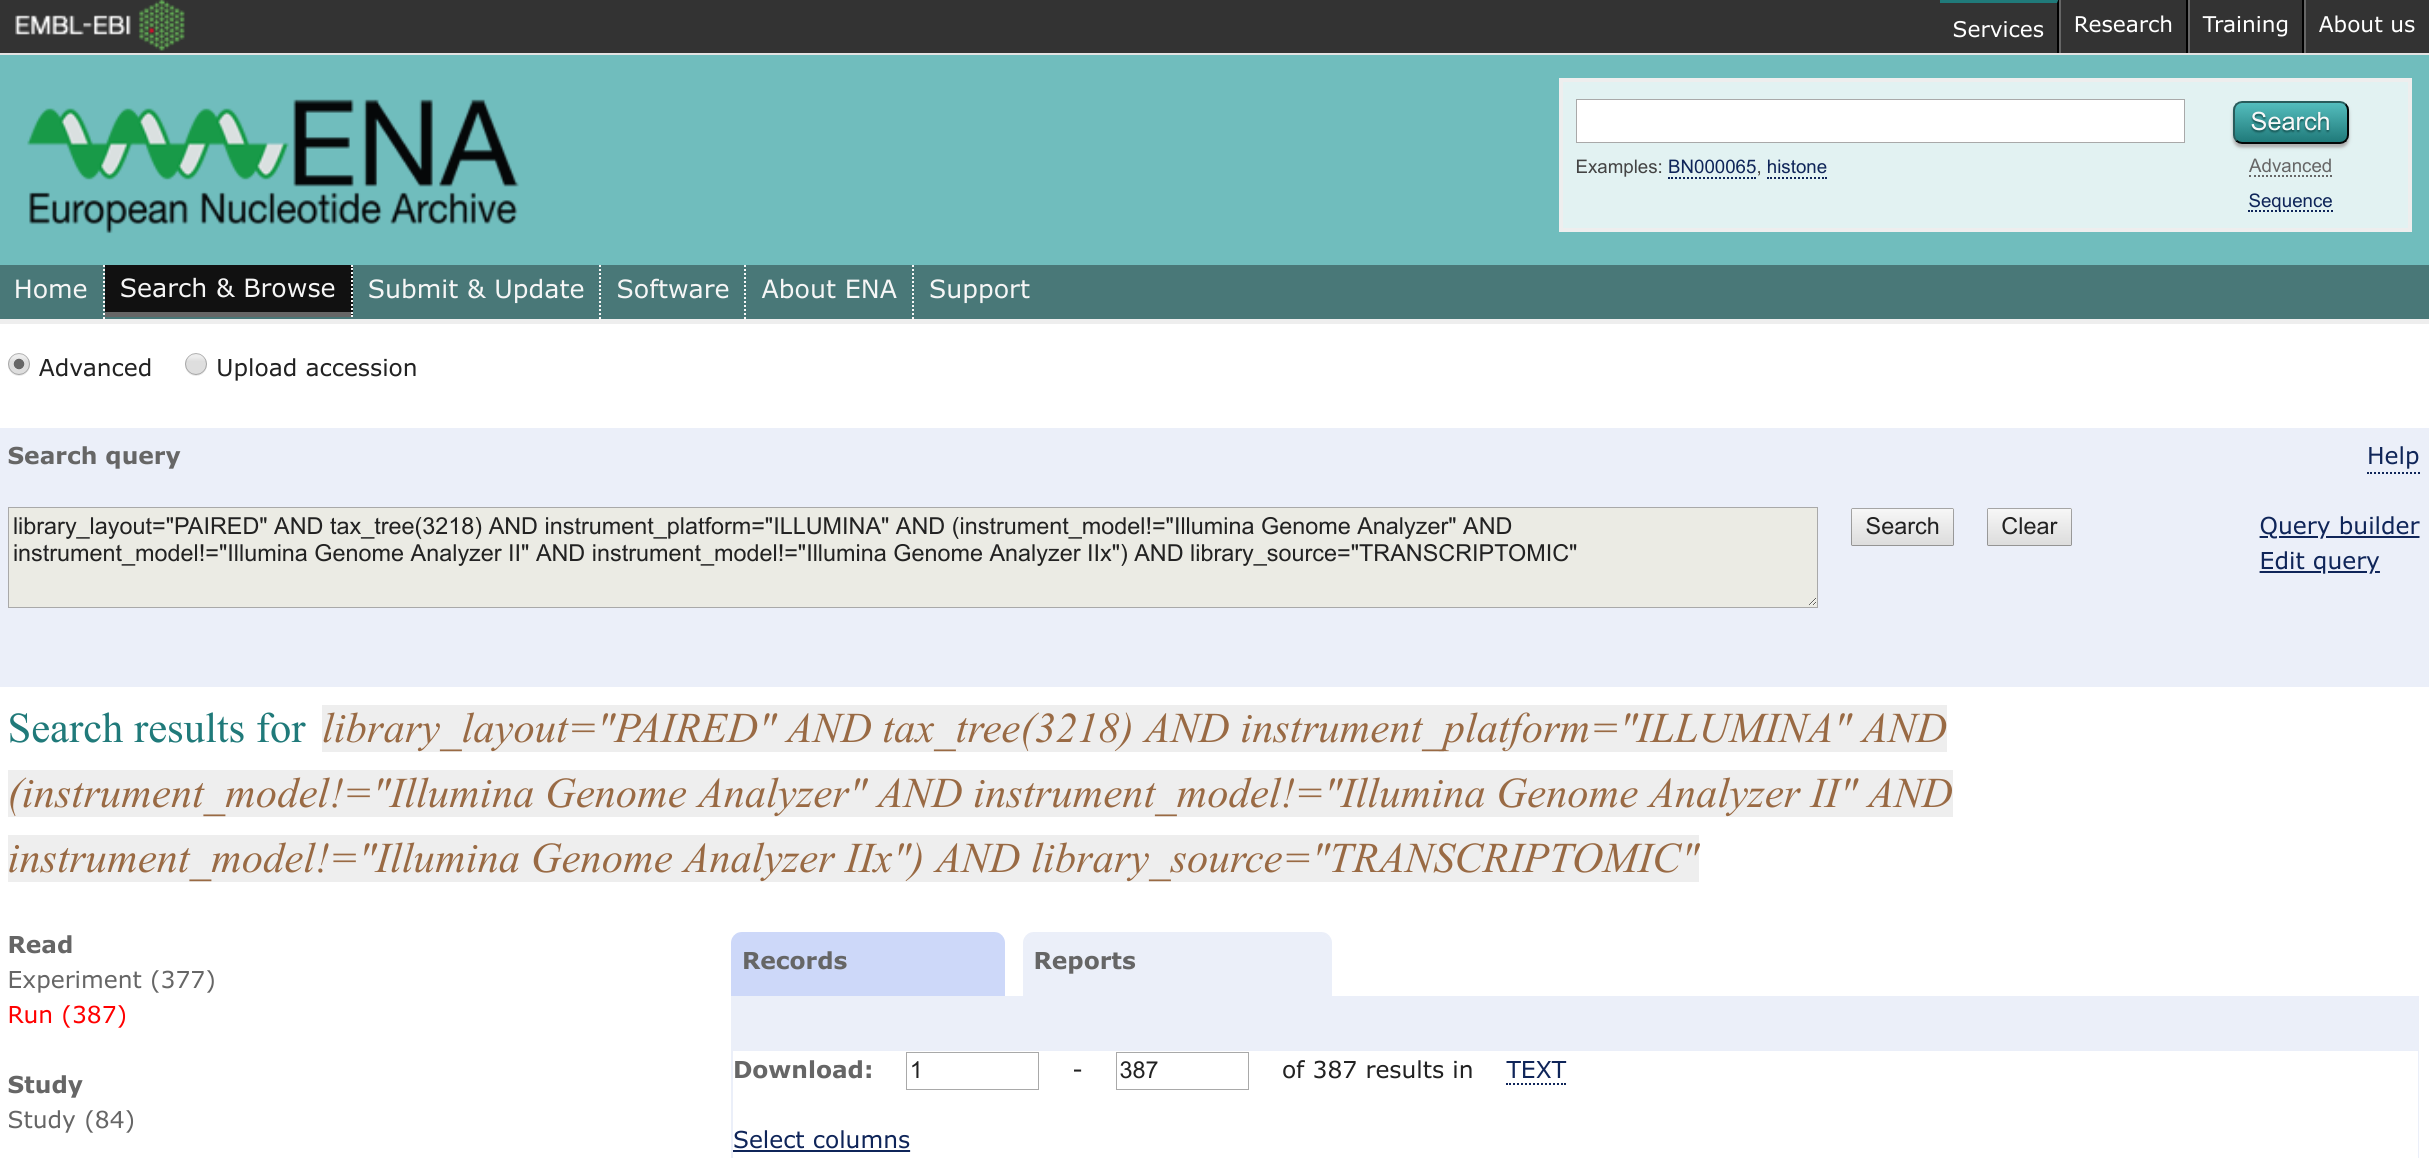 EMBL-EBI
Services
Research
Training
About us
ENA
European Nucleotide Archive
Search
Examples: BN000065, histone
Advanced
Sequence
Home
Search & Browse
Submit & Update
Software
About ENA
Support
Advanced
Upload accession
Search query
Help
library_layout="PAIRED" AND tax_tree(3218) AND instrument_platform="ILLUMINA" AND (instrument_model!="Illumina Genome Analyzer" AND
instrument_model!="Illumina Genome Analyzer II" AND instrument_model!="Illumina Genome Analyzer IIx") AND library_source="TRANSCRIPTOMIC"
Search
Clear
Query builder
Edit query
Search results for library_layout="PAIRED" AND tax_tree(3218) AND instrument_platform="ILLUMINA" AND
(instrument_model!="Illumina Genome Analyzer" AND instrument_model!="Illumina Genome Analyzer II" AND
instrument_model!="Illumina Genome Analyzer IIx") AND library_source="TRANSCRIPTOMIC"
Read
Experiment (377)
Run (387)
Study
Study (84)
Records
Reports
Download: 1 - 387 of 387 results in TEXT
Select columns